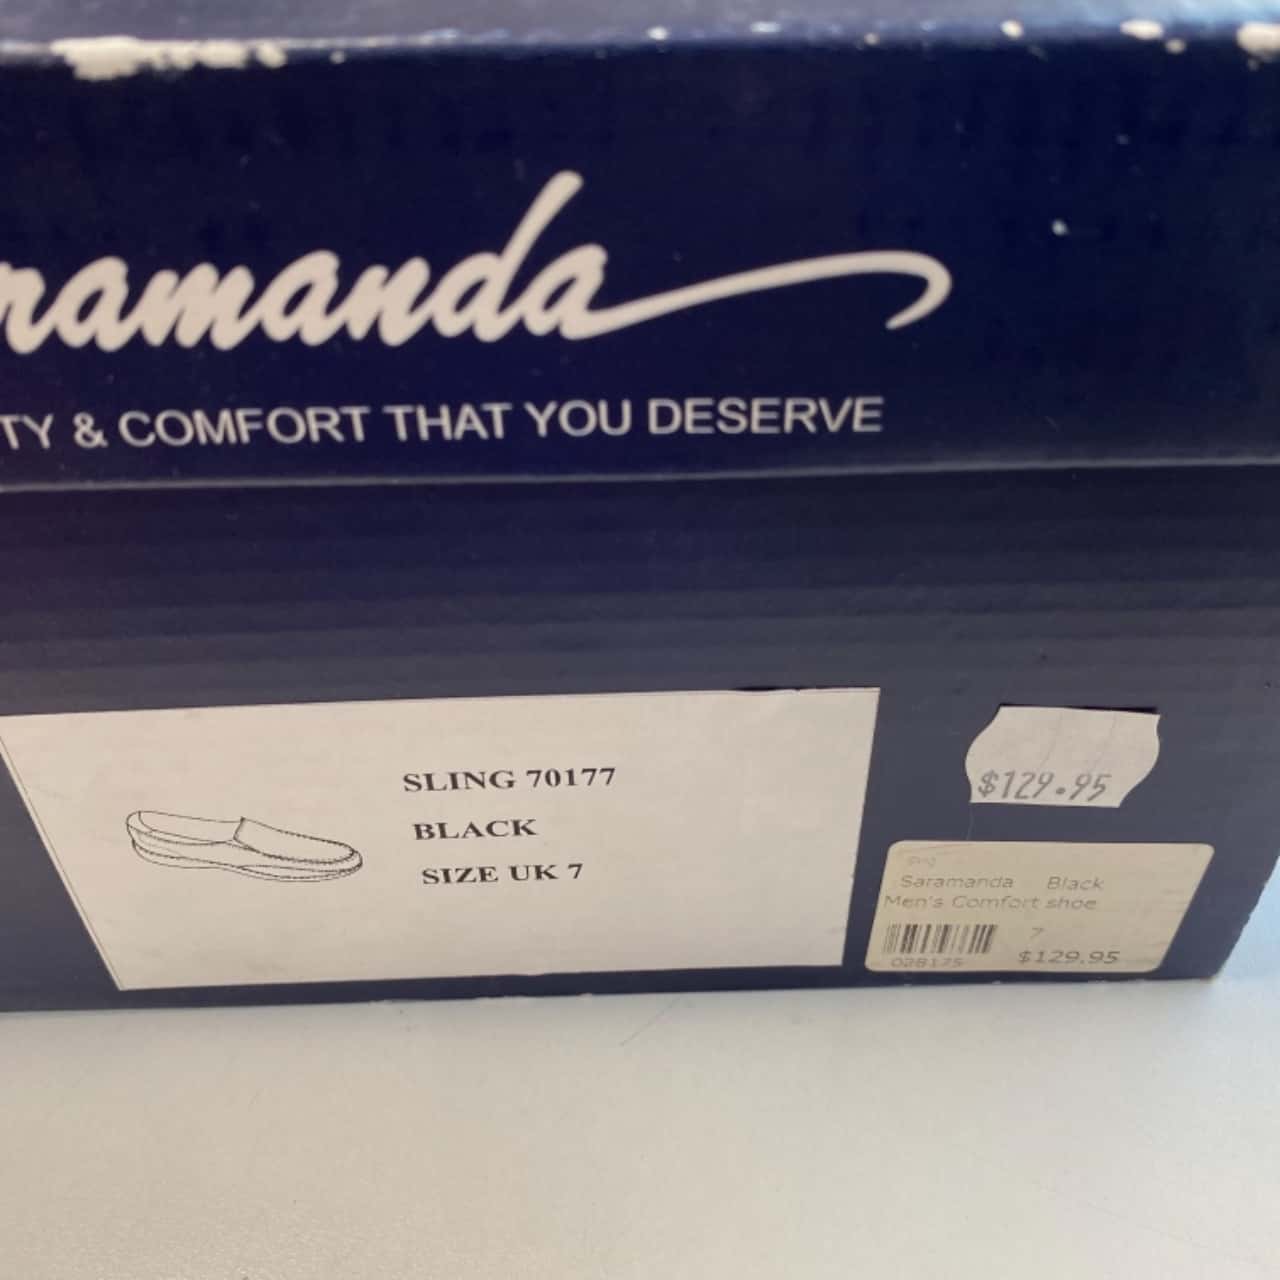 ramanda
TY & COMFORT THAT YOU DESERVE
SLING 70177
BLACK
SIZE UK 7
$129.95
Saramanda Black
Men's Comfort shoe
7
028175 $129.95